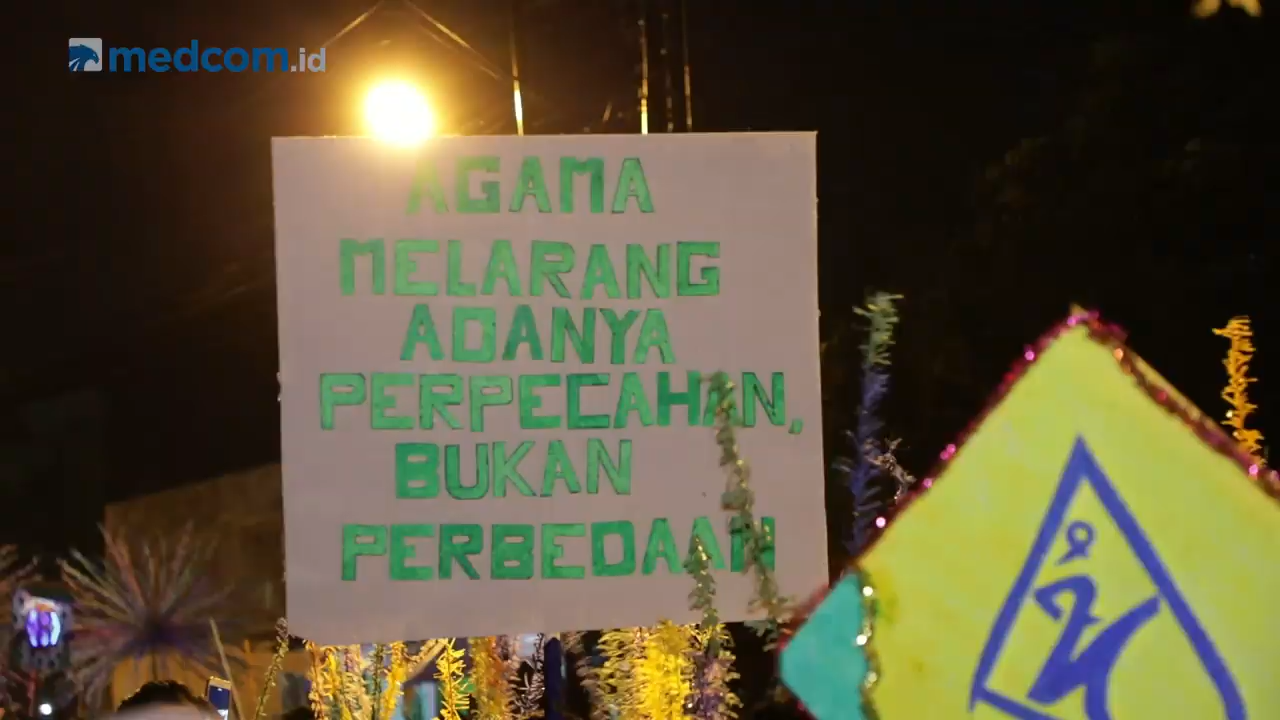 medcom.id
AGAMA
MELARANG
ADANYA
PERPECAHAN,
BUKAN
PERBEDAAN